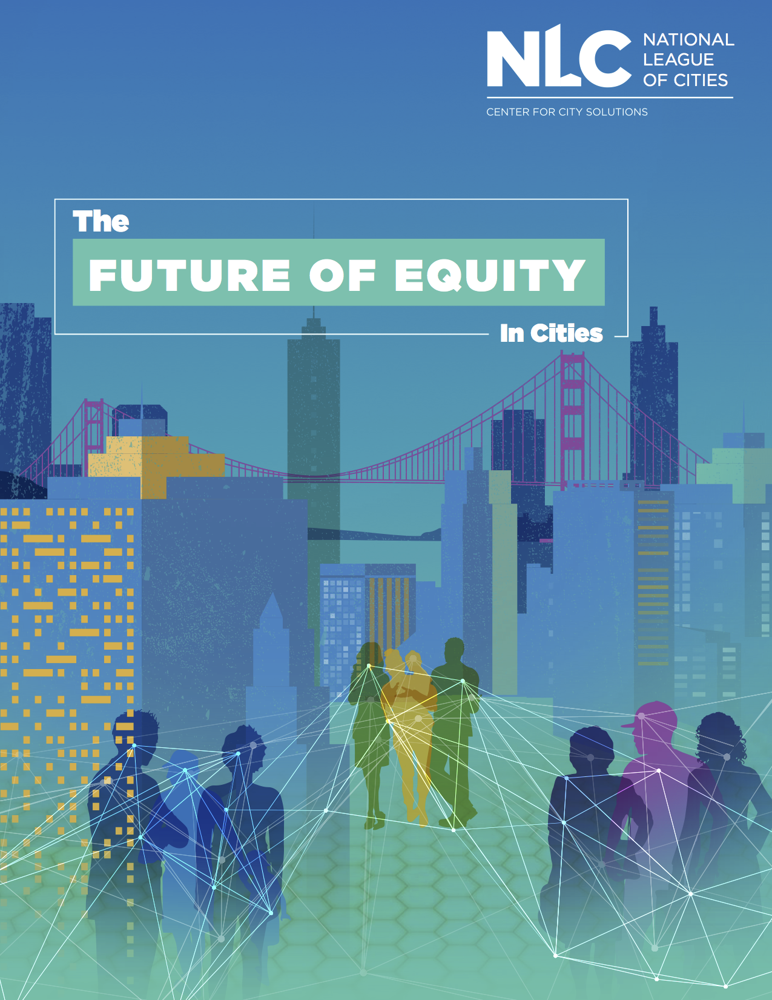 NLC
NATIONAL
LEAGUE
OF CITIES
CENTER FOR CITY SOLUTIONS
The
FUTURE OF EQUITY
In Cities